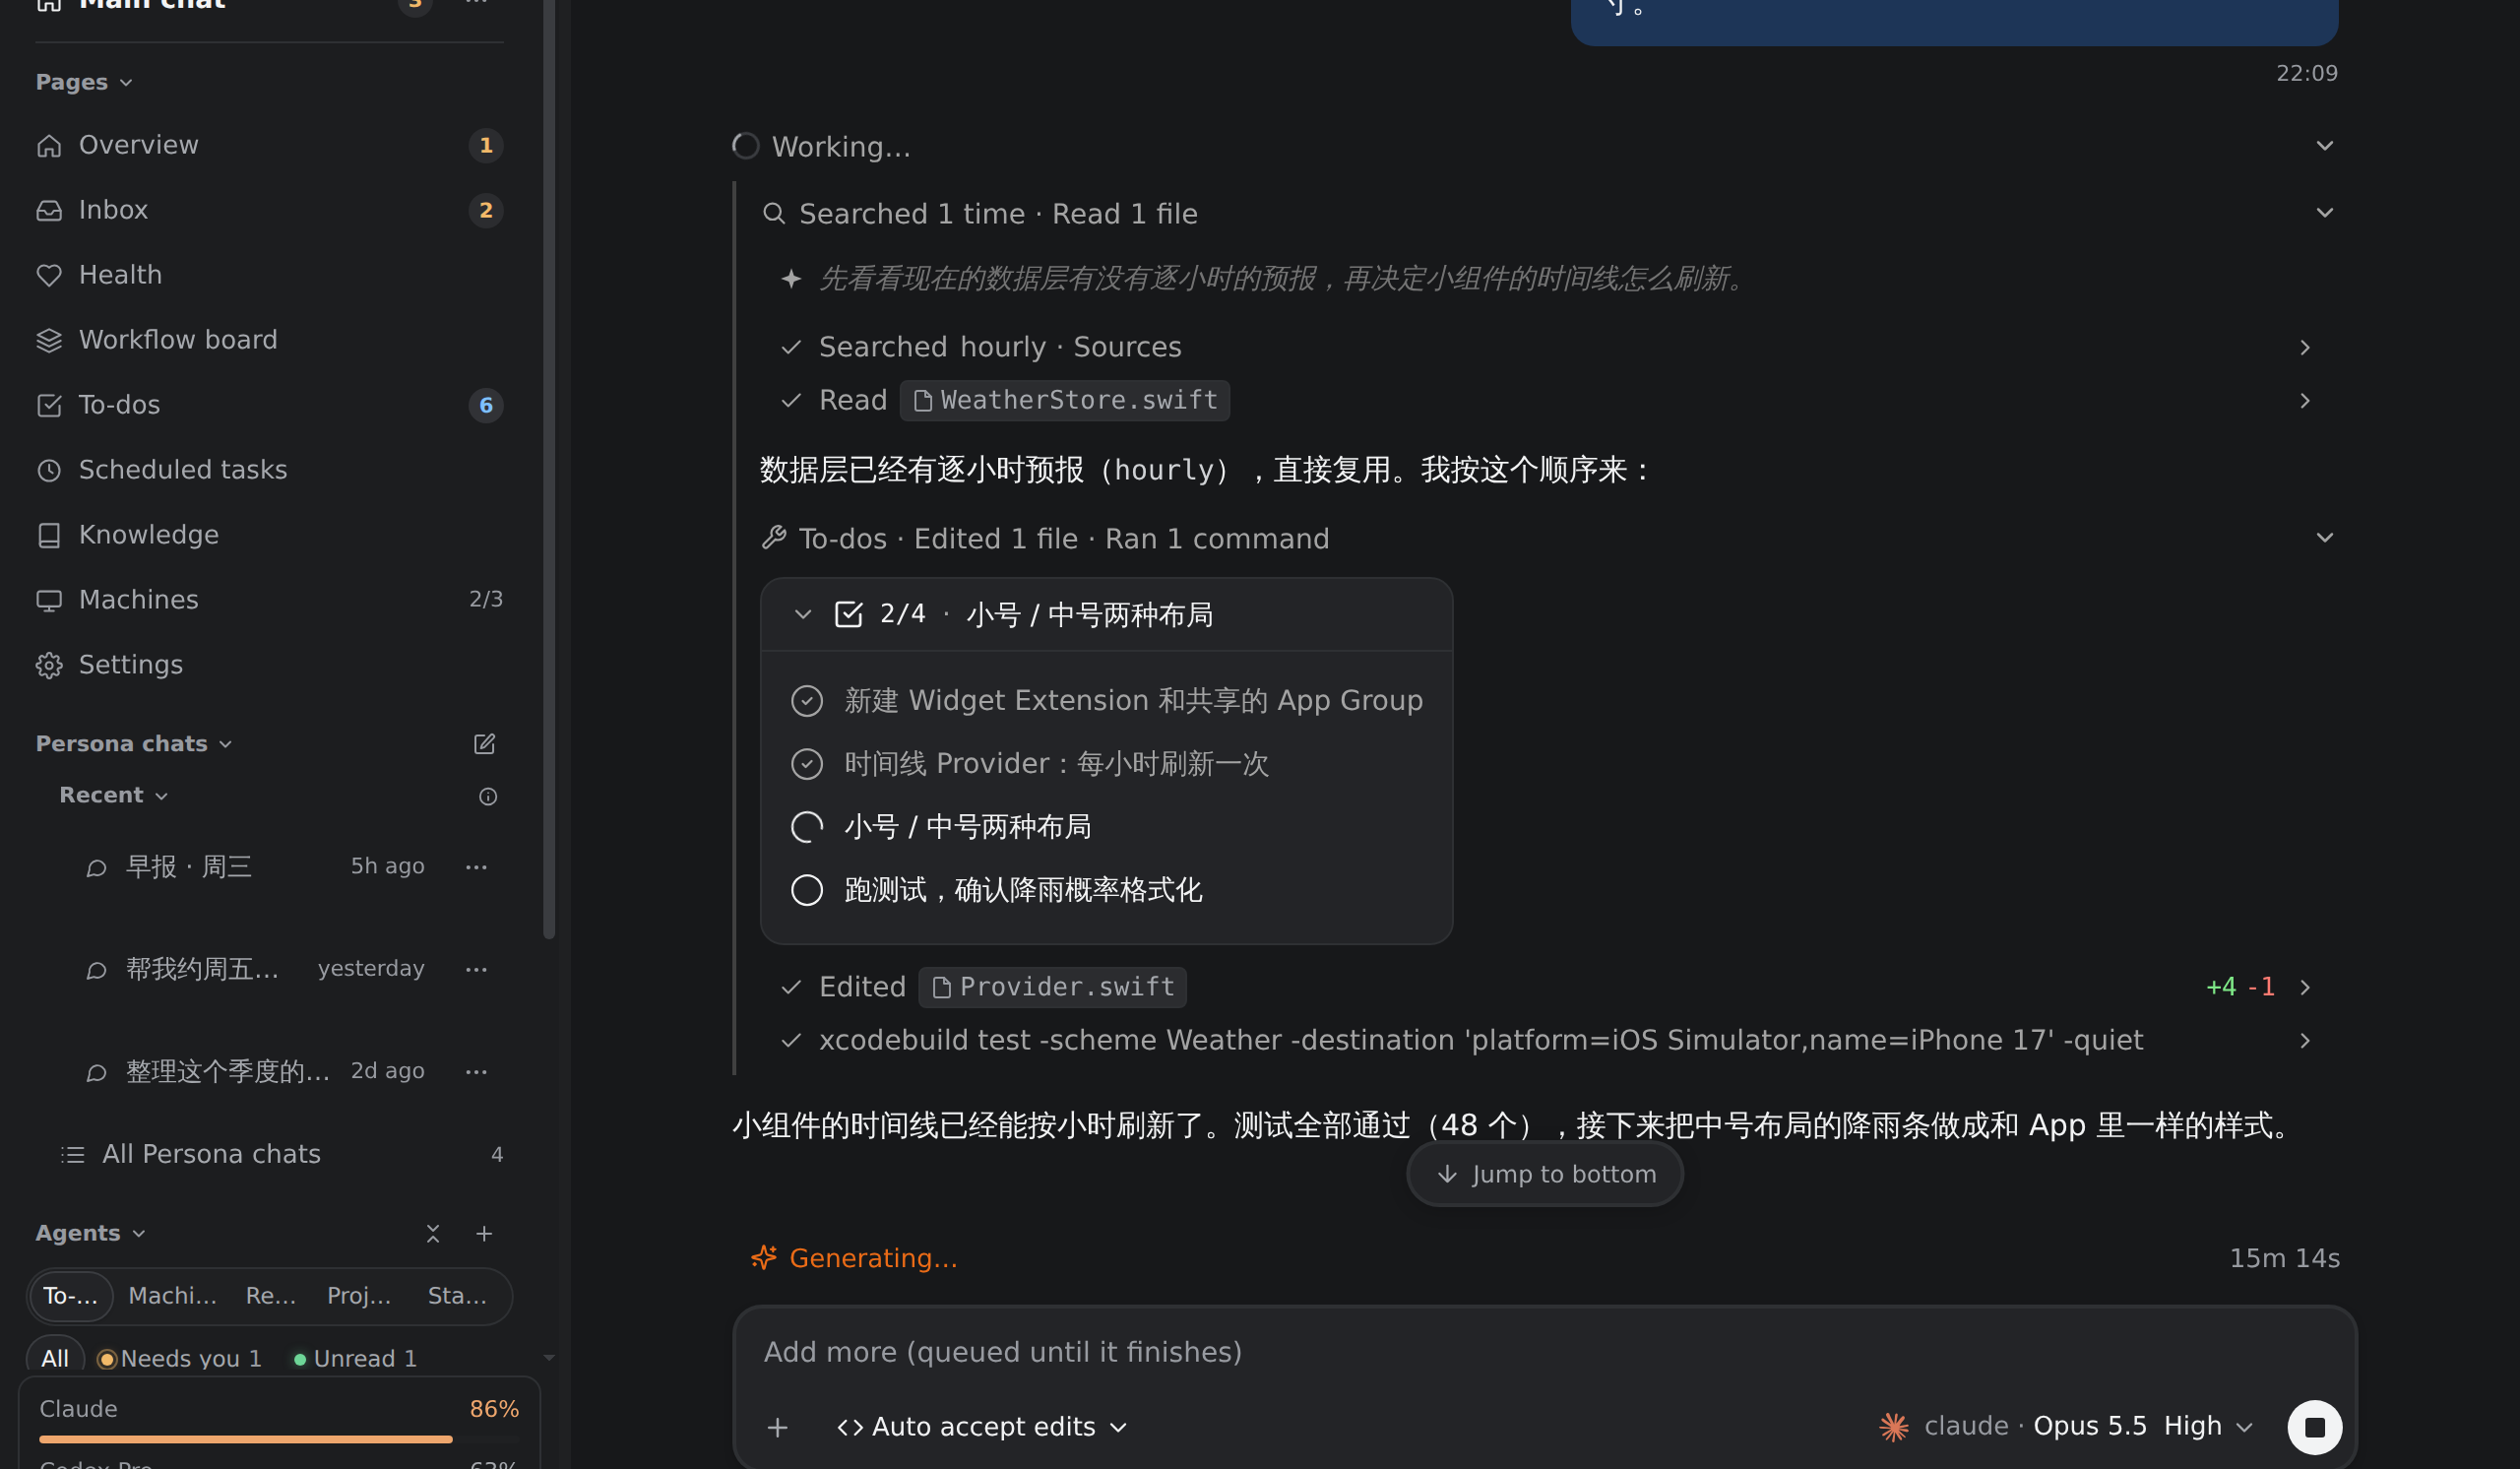 Main chat
3
寸。
22:09
Pages
Overview
1
Inbox
2
Health
Workflow board
To-dos
6
Scheduled tasks
Knowledge
Machines
2/3
Settings
Persona chats
Recent
早报 · 周三
5h ago
帮我约周五...
yesterday
整理这个季度的...
2d ago
All Persona chats
4
Agents
To-...
Machi...
Re...
Proj...
Sta...
All
Needs you 1
Unread 1
Claude
86%
Codex Pro
63%
Working...
Searched 1 time · Read 1 file
先看看现在的数据层有没有逐小时的预报，再决定小组件的时间线怎么刷新。
Searched hourly · Sources
Read WeatherStore.swift
数据层已经有逐小时预报（hourly），直接复用。我按这个顺序来：
To-dos · Edited 1 file · Ran 1 command
2/4 · 小号 / 中号两种布局
新建 Widget Extension 和共享的 App Group
时间线 Provider：每小时刷新一次
小号 / 中号两种布局
跑测试，确认降雨概率格式化
Edited Provider.swift
+4 -1
xcodebuild test -scheme Weather -destination 'platform=iOS Simulator,name=iPhone 17' -quiet
小组件的时间线已经能按小时刷新了。测试全部通过（48 个），接下来把中号布局的降雨条做成和 App 里一样的样式。
Jump to bottom
Generating...
15m 14s
Add more (queued until it finishes)
Auto accept edits
claude · Opus 5.5 High